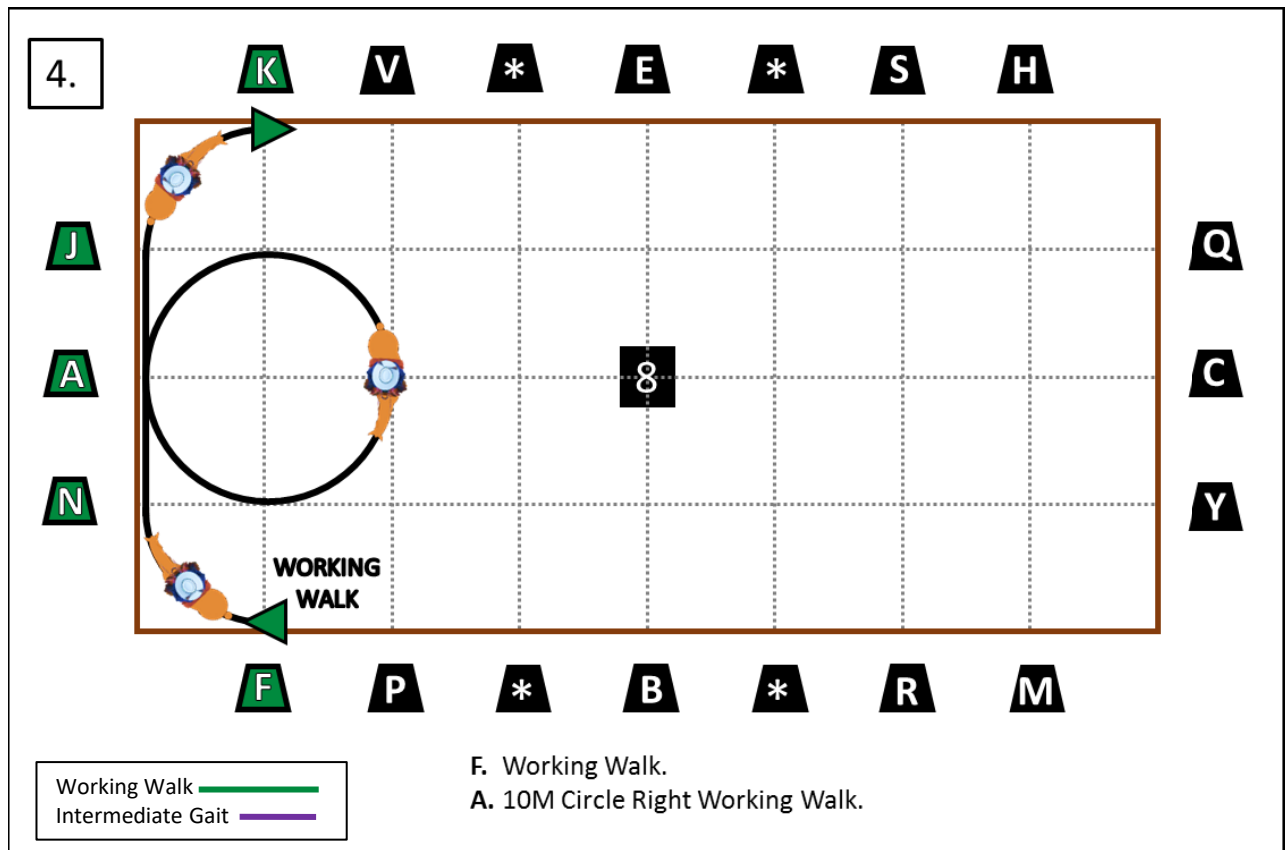 4.
K V * E * S H
J Q
A 8 C
N Y
WORKING
WALK
F P * B * R M
Working Walk
Intermediate Gait
F. Working Walk.
A. 10M Circle Right Working Walk.